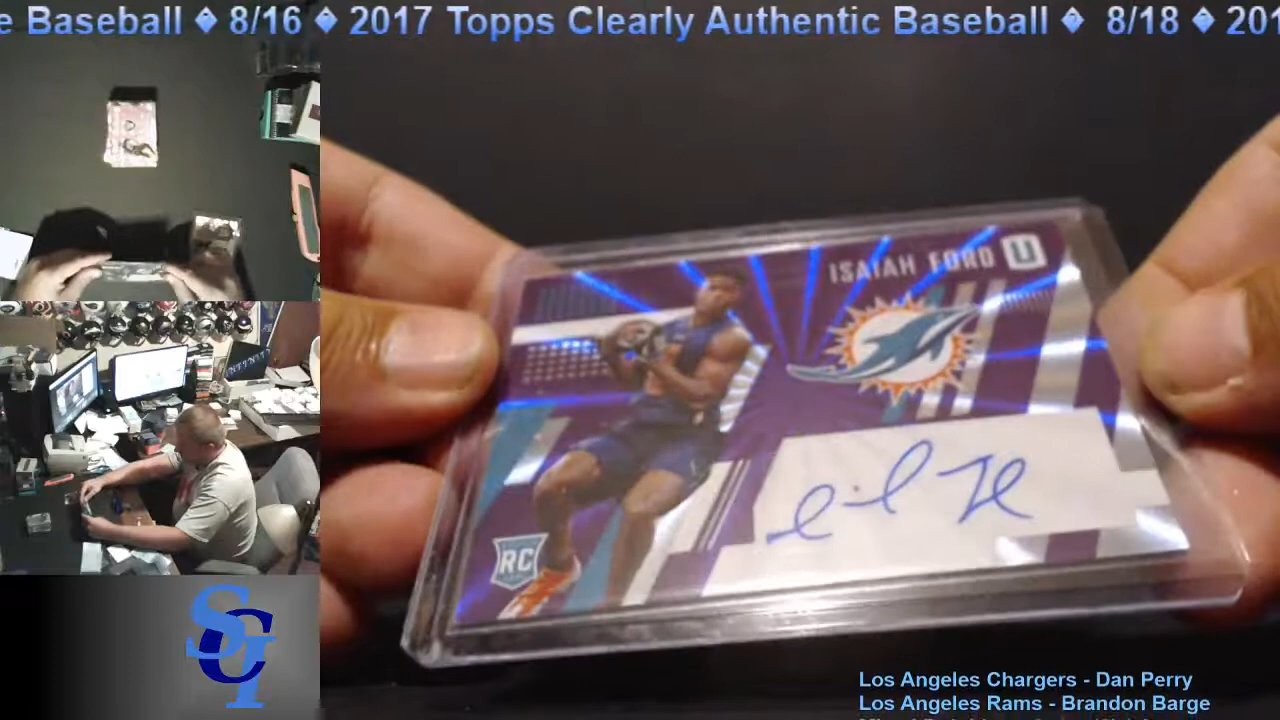 e Baseball ♦ 8/16 ♦ 2017 Topps Clearly Authentic Baseball ♦ 8/18 ♦ 201
ISAIAH FORD U
RC
SGI
Los Angeles Chargers - Dan Perry
Los Angeles Rams - Brandon Barge